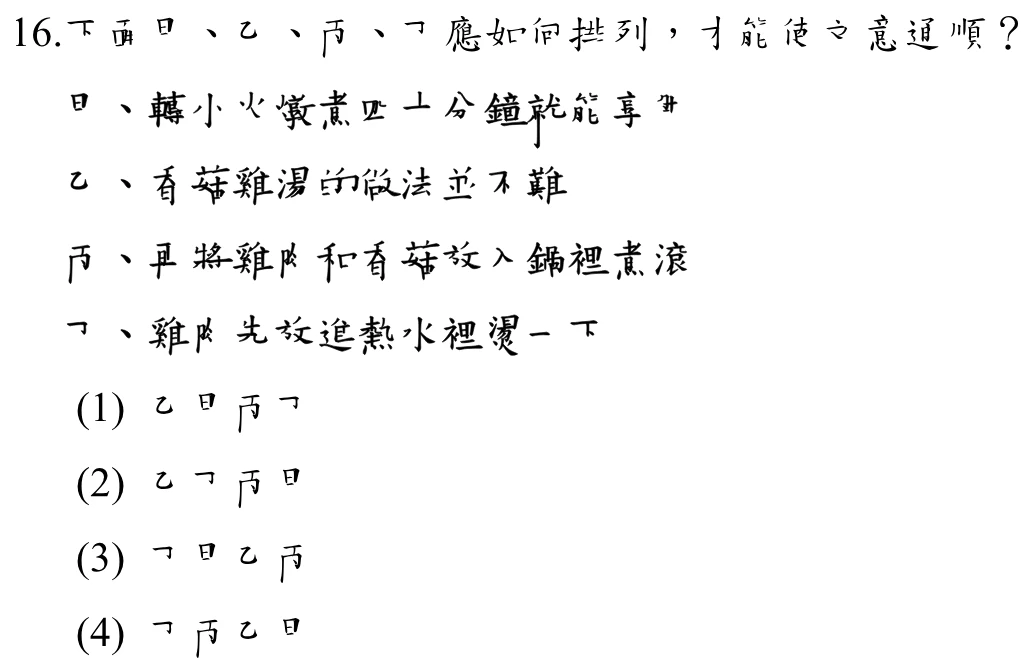 16.下面甲、乙、丙、丁應如何排列，才能使文意通順？
甲、轉小火燉煮四十分鐘就能享用
乙、香菇雞湯的做法並不難
丙、再將雞肉和香菇放入鍋裡煮滾
丁、雞肉先放進熱水裡燙一下
(1) 乙甲丙丁
(2) 乙丁丙甲
(3) 丁甲乙丙
(4) 丁丙乙甲